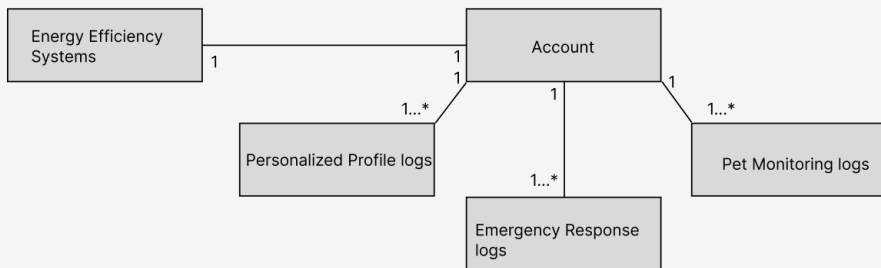 Energy Efficiency
Systems
Account
1
1
1
1
1
1...*
1...*
Personalized Profile logs
Pet Monitoring logs
1...*
Emergency Response
logs